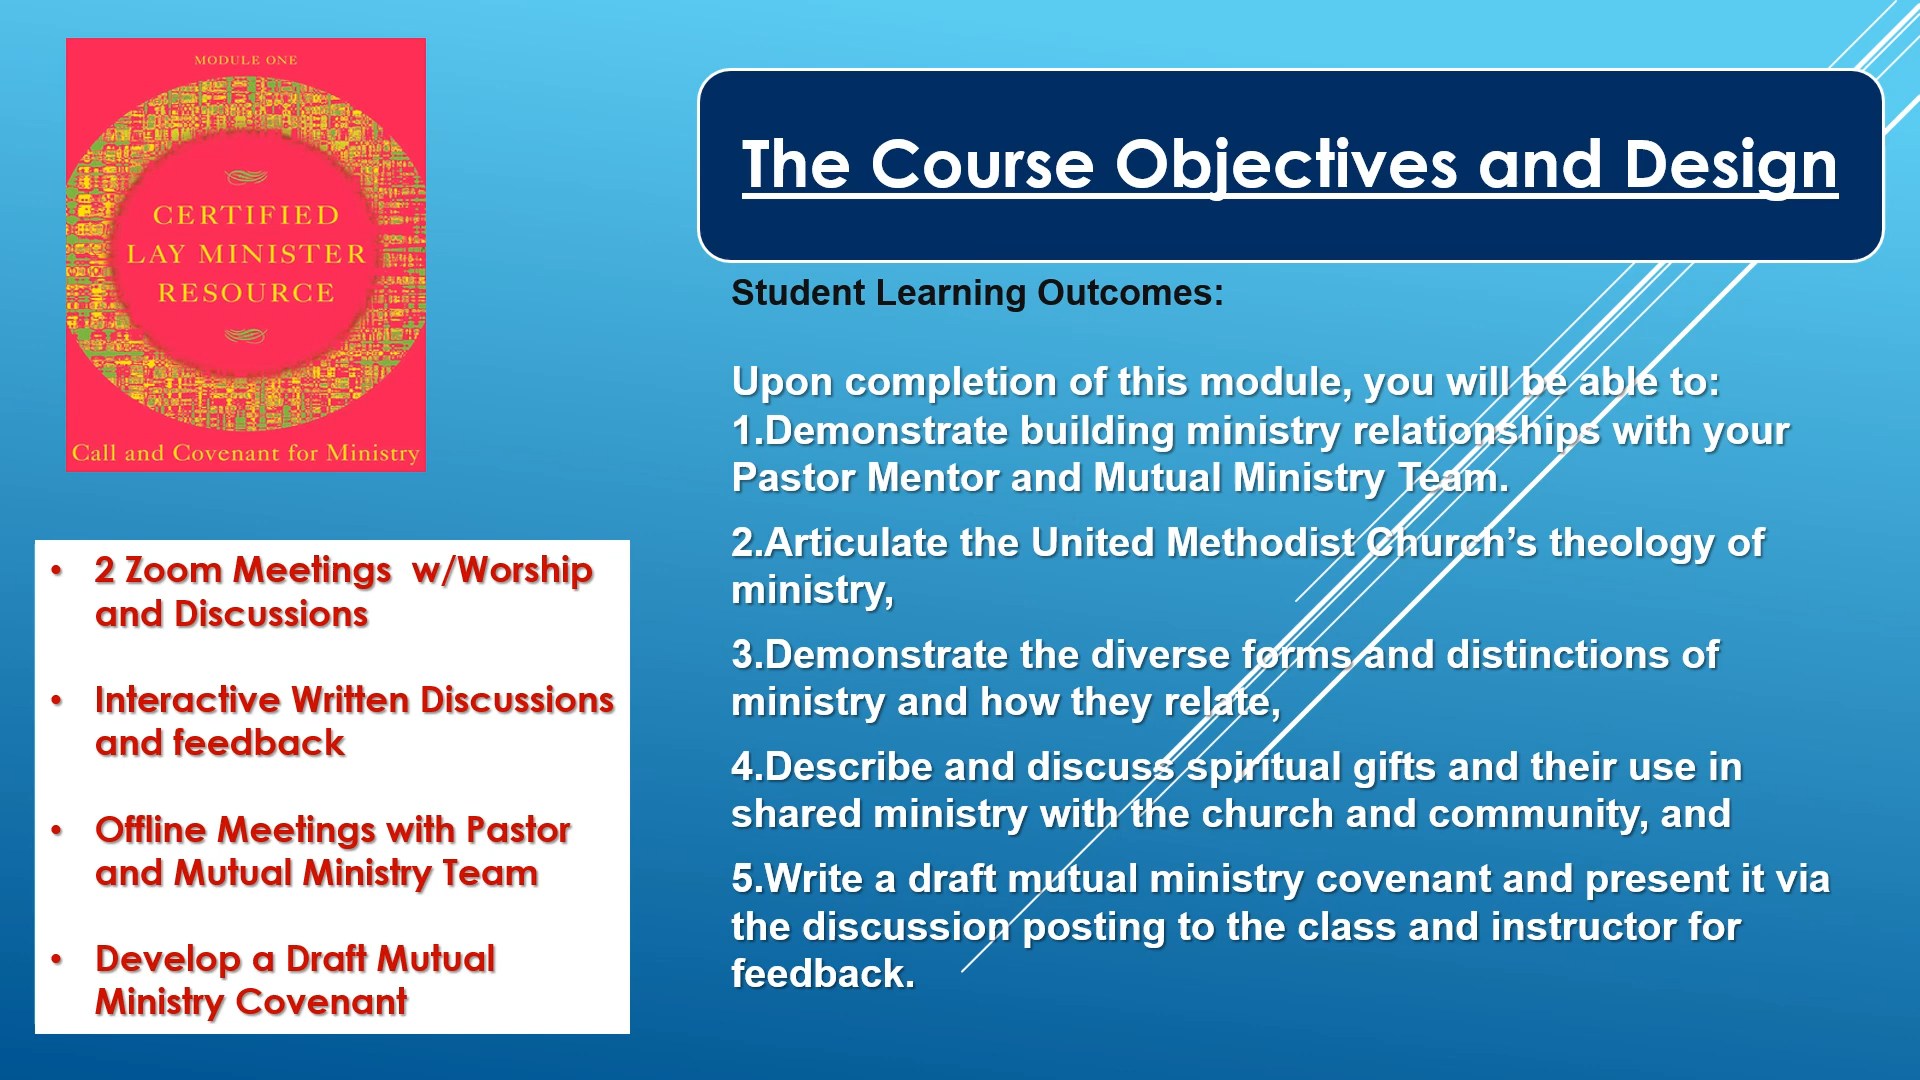 MODULE ONE
CERTIFIED
LAY MINISTER
RESOURCE
Call and Covenant for Ministry
• 2 Zoom Meetings  w/Worship
and Discussions
• Interactive Written Discussions
and feedback
• Offline Meetings with Pastor
and Mutual Ministry Team
• Develop a Draft Mutual
Ministry Covenant
The Course Objectives and Design
Student Learning Outcomes:
Upon completion of this module, you will be able to:
1.Demonstrate building ministry relationships with your
Pastor Mentor and Mutual Ministry Team.
2.Articulate the United Methodist Church’s theology of
ministry,
3.Demonstrate the diverse forms and distinctions of
ministry and how they relate,
4.Describe and discuss spiritual gifts and their use in
shared ministry with the church and community, and
5.Write a draft mutual ministry covenant and present it via
the discussion posting to the class and instructor for
feedback.